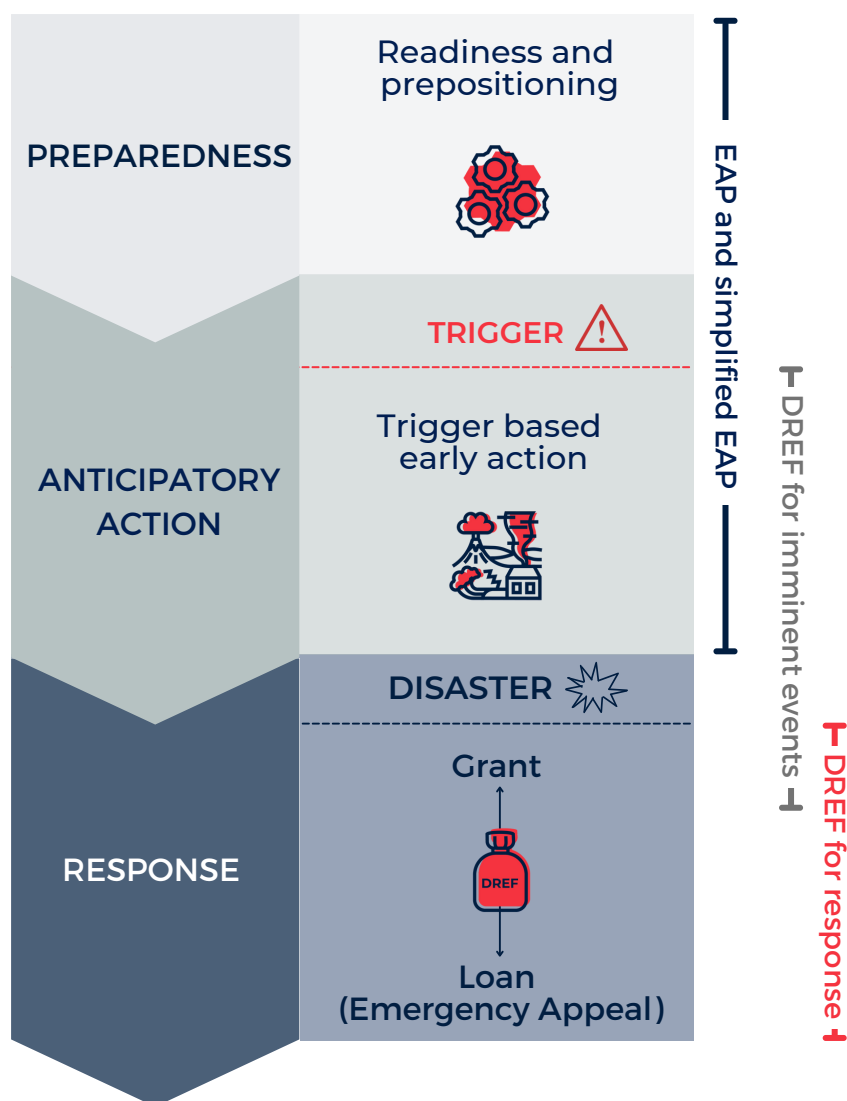 PREPAREDNESS
Readiness and
prepositioning
TRIGGER
!
ANTICIPATORY
ACTION
Trigger based
early action
DISASTER
RESPONSE
Grant
DREF
Loan
(Emergency Appeal)
EAP and simplified EAP
DREF for imminent events
DREF for response